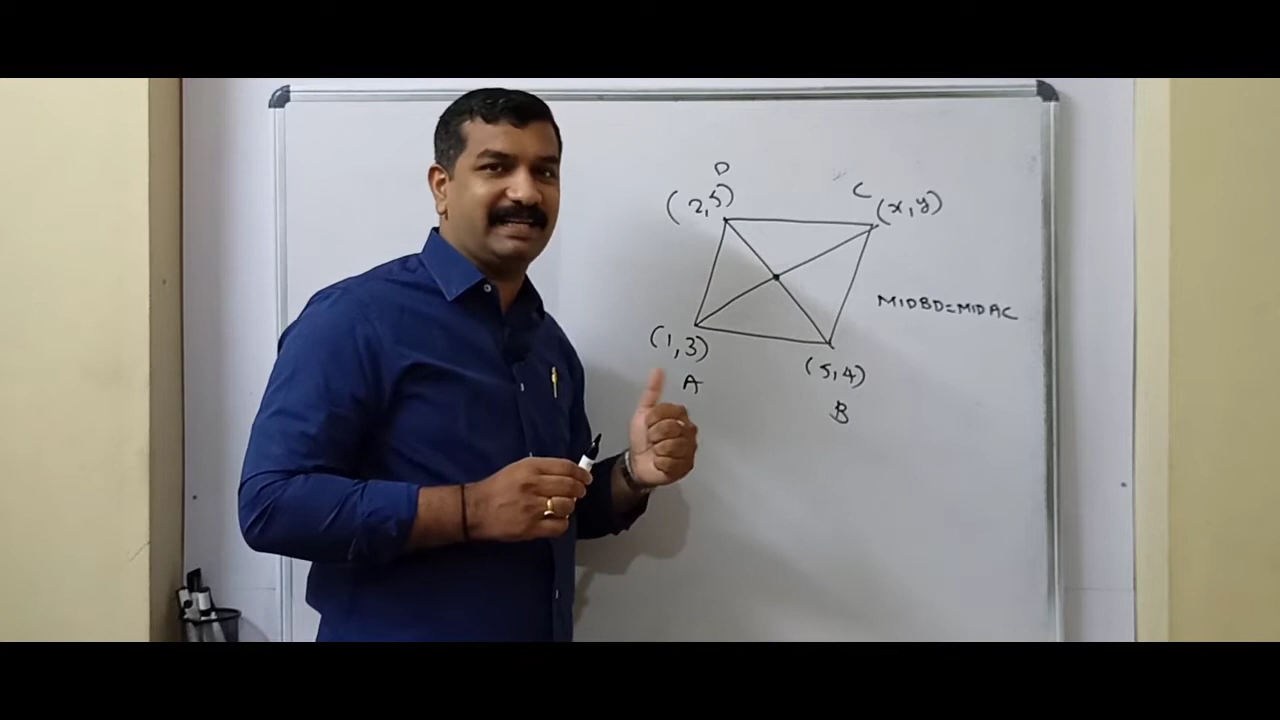 D
C
(2,5)
(x,y)
MIDBD=MIDAC
(1,3)
(5,4)
A
B